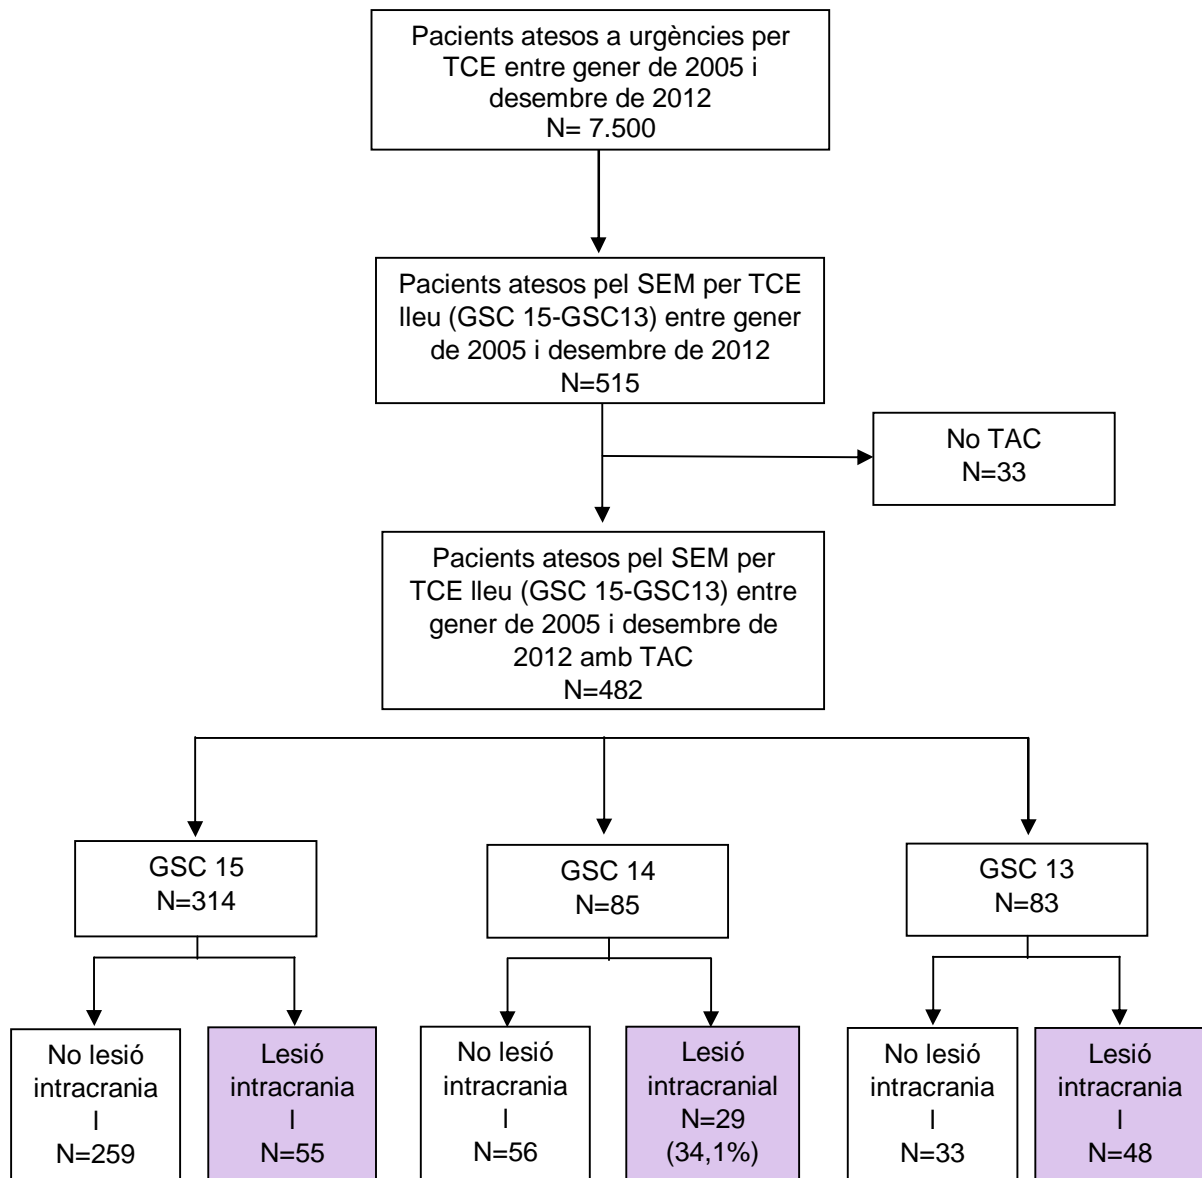 Pacients atesos a urgències per
TCE entre gener de 2005 i
desembre de 2012
N= 7.500
Pacients atesos pel SEM per TCE
lleu (GSC 15-GSC13) entre gener
de 2005 i desembre de 2012
N=515
No TAC
N=33
Pacients atesos pel SEM per
TCE lleu (GSC 15-GSC13) entre
gener de 2005 i desembre de
2012 amb TAC
N=482
GSC 15
N=314
GSC 14
N=85
GSC 13
N=83
No lesió
intracrania
l
N=259
Lesió
intracrania
l
N=55
No lesió
intracrania
l
N=56
Lesió
intracranial
N=29
(34,1%)
No lesió
intracrania
l
N=33
Lesió
intracrania
l
N=48